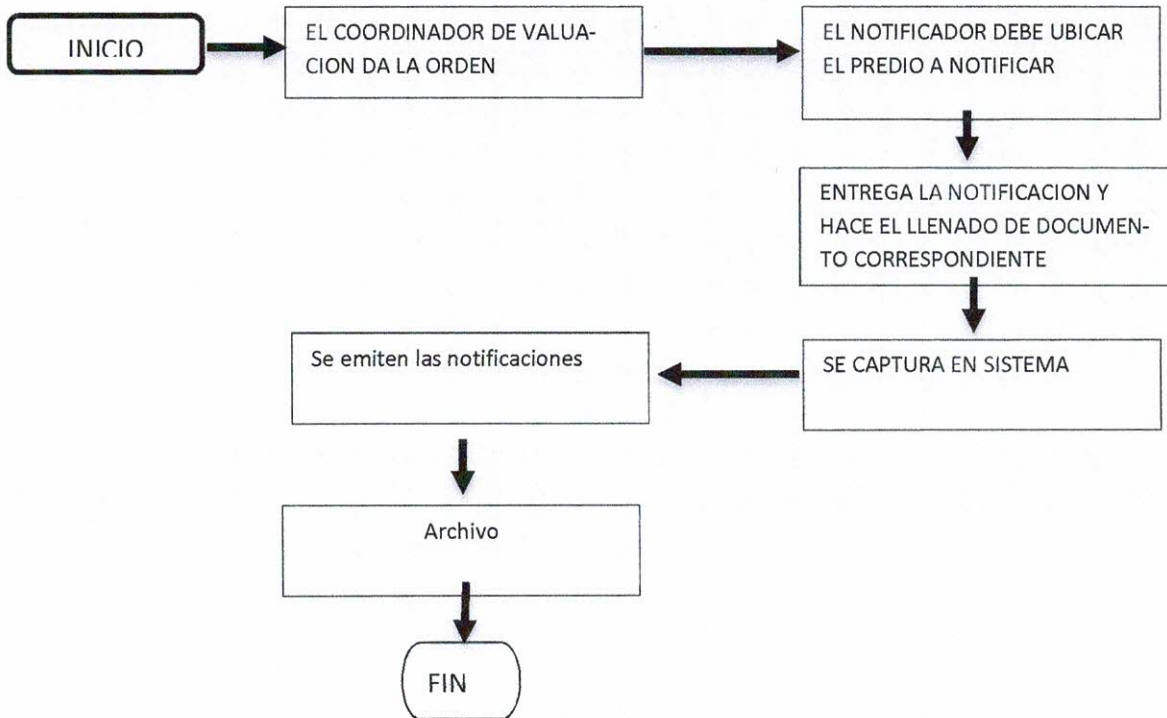 INICIO
EL COORDINADOR DE VALUA-
CION DA LA ORDEN
EL NOTIFICADOR DEBE UBICAR
EL PREDIO A NOTIFICAR
ENTREGA LA NOTIFICACION Y
HACE EL LLENADO DE DOCUMEN-
TO CORRESPONDIENTE
SE CAPTURA EN SISTEMA
Se emiten las notificaciones
Archivo
FIN